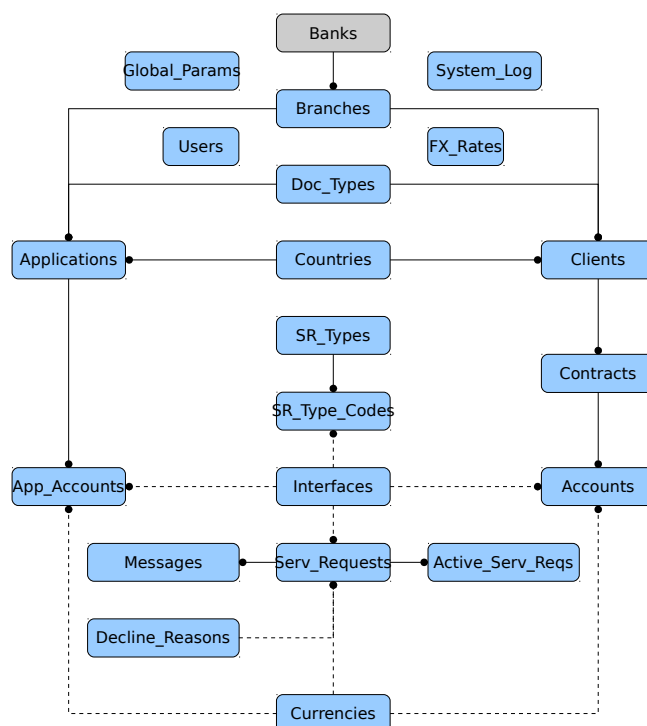 Banks
Global_Params
System_Log
Branches
Users
FX_Rates
Doc_Types
Applications
Countries
Clients
SR_Types
Contracts
SR_Type_Codes
App_Accounts
Interfaces
Accounts
Messages
Serv_Requests
Active_Serv_Reqs
Decline_Reasons
Currencies